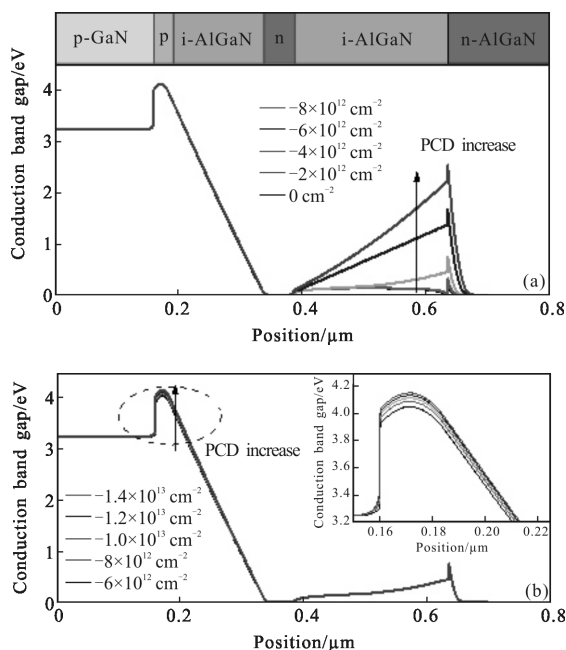 p-GaN p i-AlGaN n i-AlGaN n-AlGaN
Conduction band gap/eV
4
3
2
1
0
−8×10¹² cm⁻²
−6×10¹² cm⁻²
−4×10¹² cm⁻²
−2×10¹² cm⁻²
0 cm⁻²
PCD increase
(a)
0 0.2 0.4 0.6 0.8
Position/μm
Conduction band gap/eV
4
3
2
1
0
PCD increase
−1.4×10¹³ cm⁻²
−1.2×10¹³ cm⁻²
−1.0×10¹³ cm⁻²
−8×10¹² cm⁻²
−6×10¹² cm⁻²
Conduction band gap/eV
4.2
4.0
3.8
3.6
3.4
3.2
0.15 0.16 0.18 0.20 0.22
Position/μm
(b)
0 0.2 0.4 0.6 0.8
Position/μm